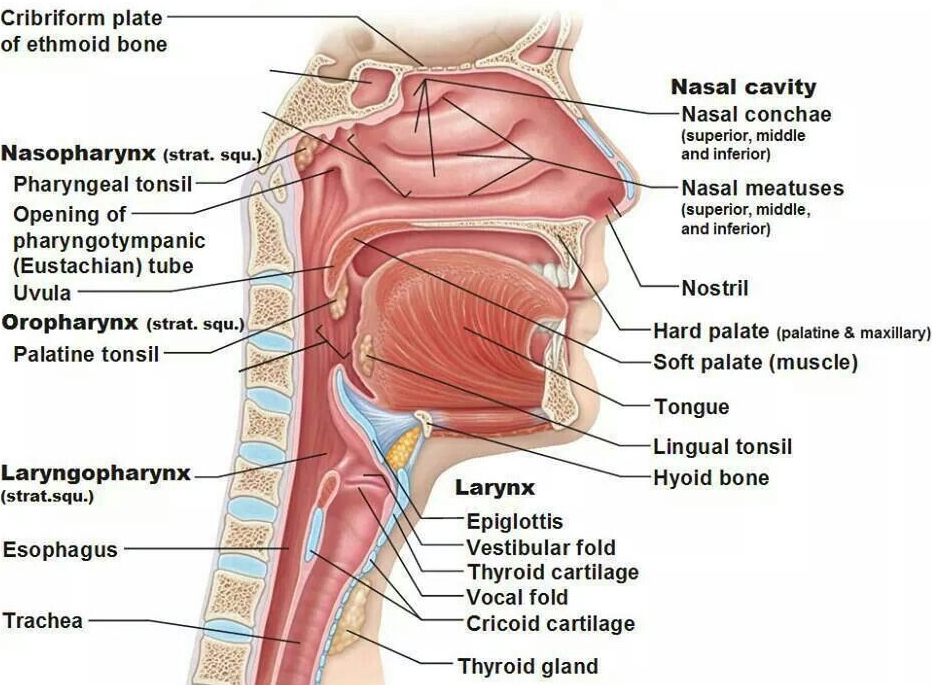 Cribriform plate
of ethmoid bone
Nasopharynx (strat. squ.)
Pharyngeal tonsil
Opening of
pharyngotympanic
(Eustachian) tube
Uvula
Oropharynx (strat. squ.)
Palatine tonsil
Laryngopharynx
(strat.squ.)
Esophagus
Trachea
Nasal cavity
Nasal conchae
(superior, middle
and inferior)
Nasal meatuses
(superior, middle,
and inferior)
Nostril
Hard palate (palatine & maxillary)
Soft palate (muscle)
Tongue
Lingual tonsil
Hyoid bone
Larynx
Epiglottis
Vestibular fold
Thyroid cartilage
Vocal fold
Cricoid cartilage
Thyroid gland